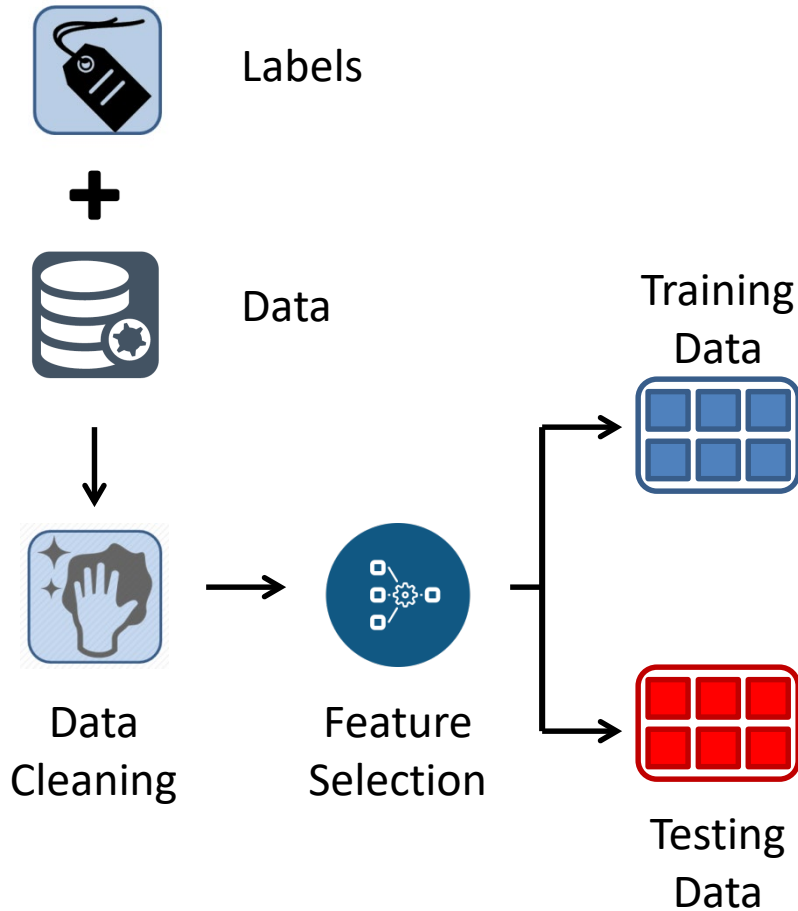 Labels
Data
Training
Data
Data
Cleaning
Feature
Selection
Testing
Data